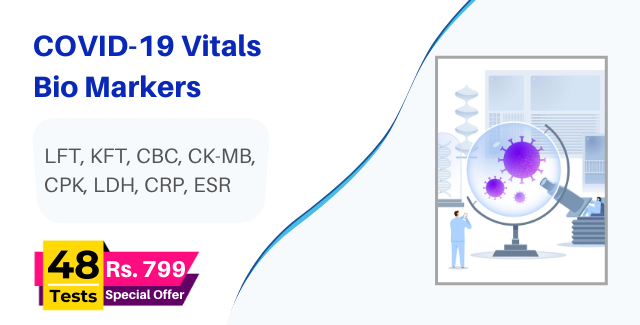 COVID-19 Vitals
Bio Markers
LFT, KFT, CBC, CK-MB,
CPK, LDH, CRP, ESR
48
Tests
Rs. 799
Special Offer